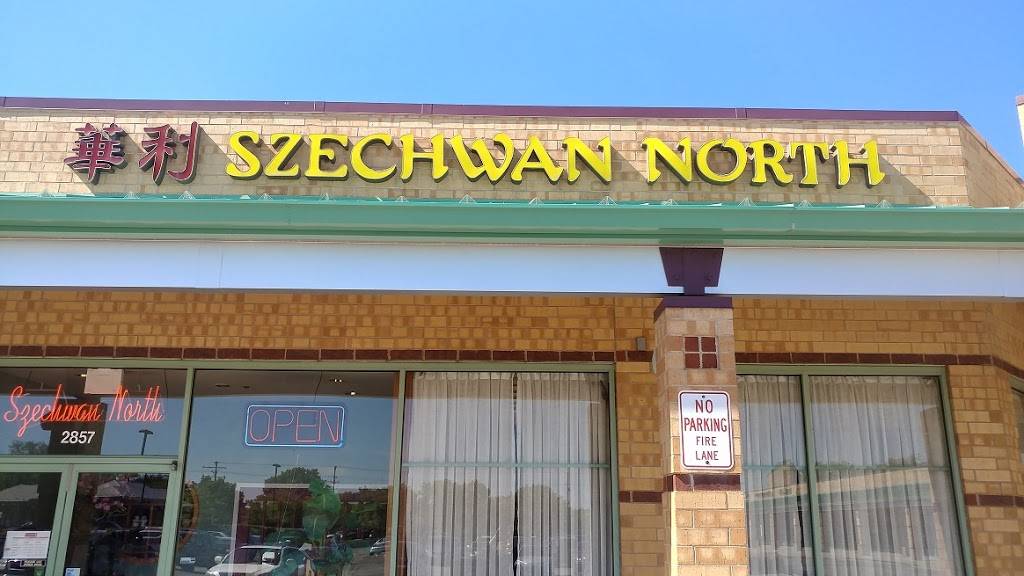 華利 SZECHWAN NORTH
Szechwan North
2857
OPEN
NO
PARKING
FIRE
LANE